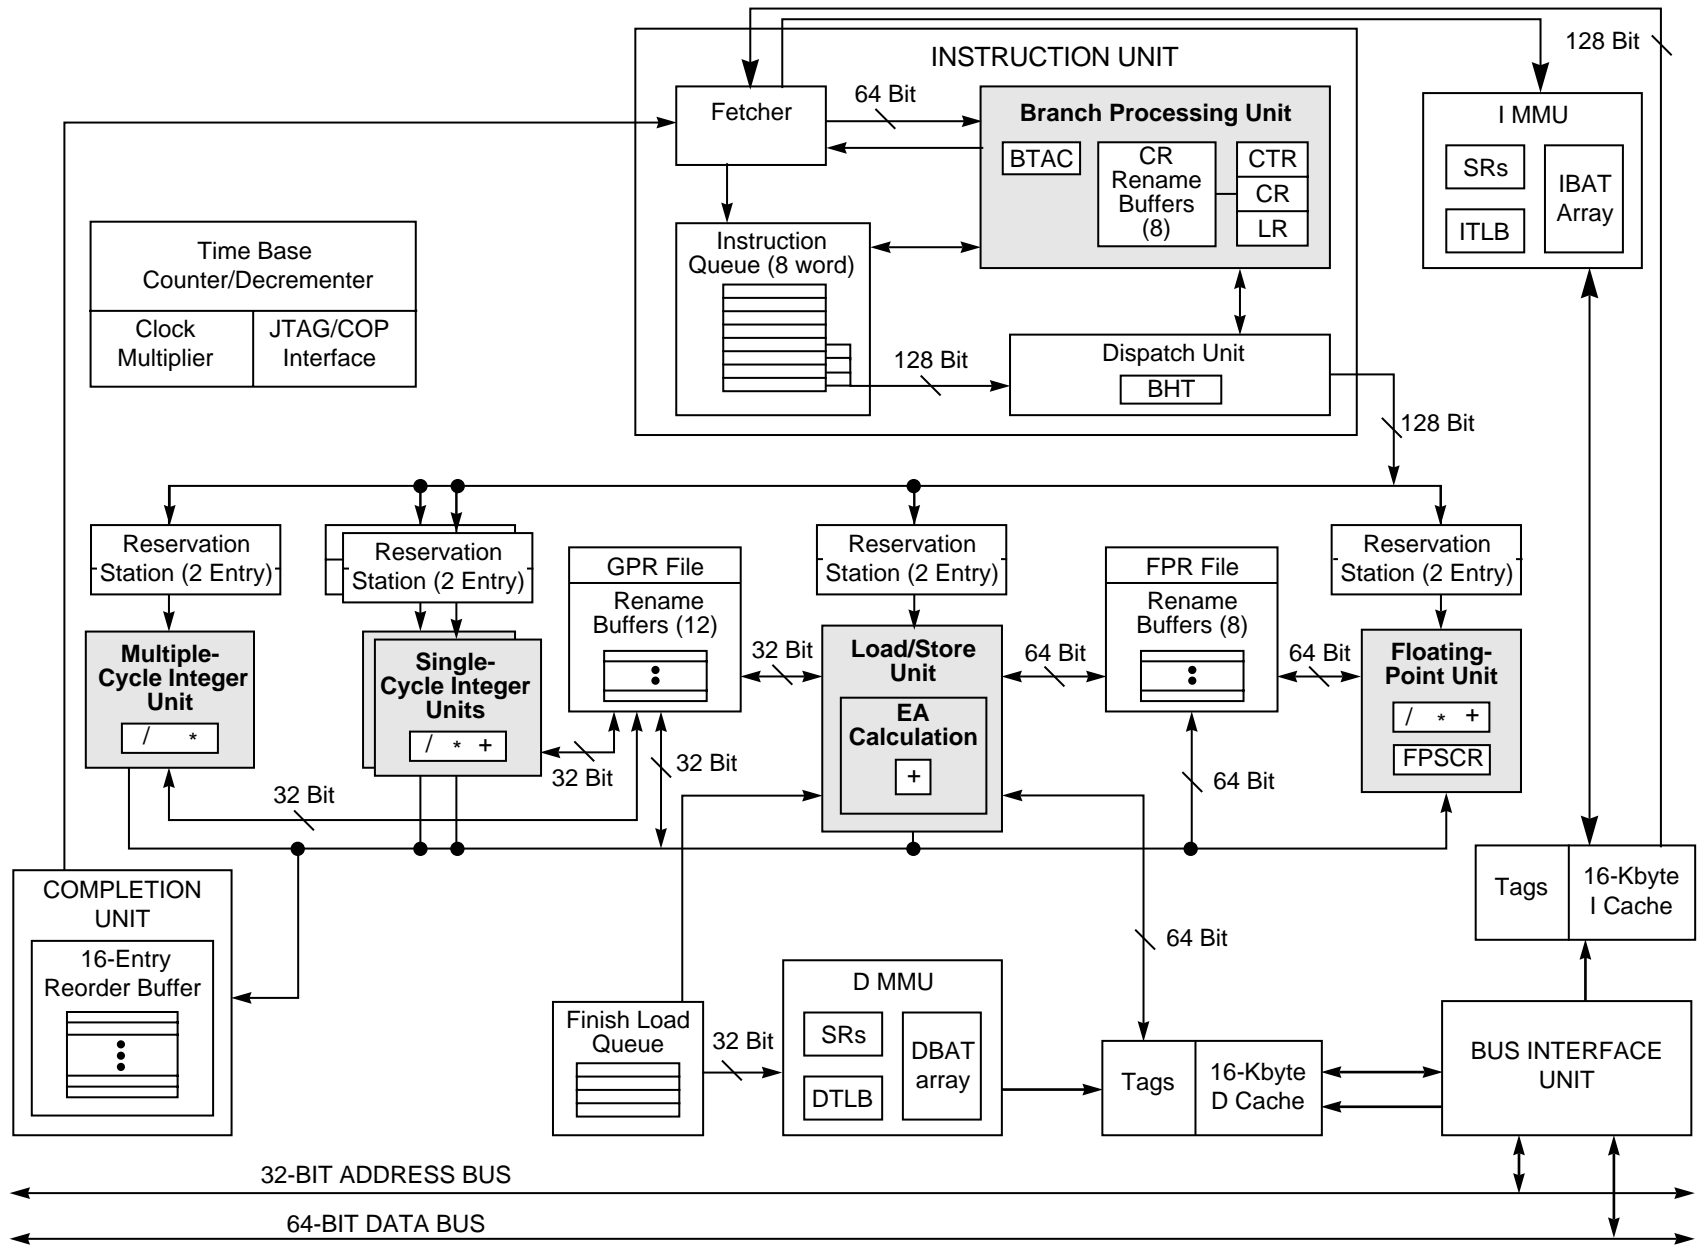 INSTRUCTION UNIT
128 Bit
Fetcher
64 Bit
Branch Processing Unit
BTAC
CR
Rename
Buffers
(8)
CTR
CR
LR
I MMU
SRs
ITLB
IBAT
Array
Time Base
Counter/Decrementer
Clock
Multiplier
JTAG/COP
Interface
Instruction
Queue (8 word)
128 Bit
Dispatch Unit
BHT
128 Bit
Reservation
Station (2 Entry)
Reservation
Station (2 Entry)
GPR File
Rename
Buffers (12)
Reservation
Station (2 Entry)
FPR File
Rename
Buffers (8)
Reservation
Station (2 Entry)
Multiple-
Cycle Integer
Unit
/ *
Single-
Cycle Integer
Units
/ * +
32 Bit
Load/Store
Unit
EA
Calculation
+
64 Bit
64 Bit
Floating-
Point Unit
/ * +
FPSCR
32 Bit
32 Bit
32 Bit
64 Bit
COMPLETION
UNIT
16-Entry
Reorder Buffer
Tags
16-Kbyte
I Cache
64 Bit
Finish Load
Queue
32 Bit
D MMU
SRs
DTLB
DBAT
array
Tags
16-Kbyte
D Cache
BUS INTERFACE
UNIT
32-BIT ADDRESS BUS
64-BIT DATA BUS